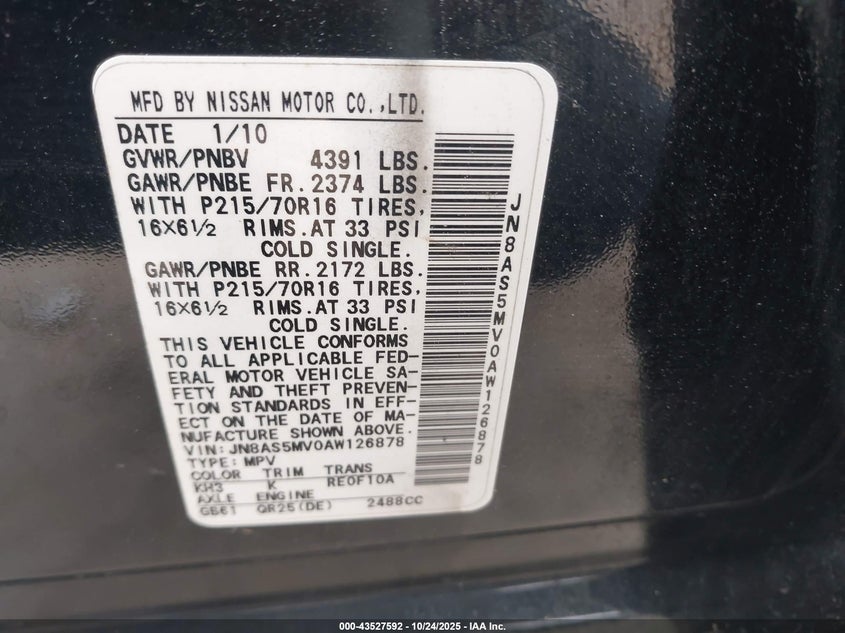 MFD BY NISSAN MOTOR CO.,LTD.
DATE 1/10
GVWR/PNBV 4391 LBS.
GAWR/PNBE FR. 2374 LBS.
WITH P215/70R16 TIRES,
16×6½ RIMS. AT 33 PSI
COLD SINGLE.
GAWR/PNBE RR. 2172 LBS.
WITH P215/70R16 TIRES,
16×6½ RIMS. AT 33 PSI
COLD SINGLE.
THIS VEHICLE CONFORMS
TO ALL APPLICABLE FED-
ERAL MOTOR VEHICLE SA-
FETY AND THEFT PREVEN-
TION STANDARDS IN EFF-
ECT ON THE DATE OF MA-
NUFACTURE SHOWN ABOVE.
VIN: JN8AS5MV0AW126878
TYPE: MPV
COLOR TRIM TRANS
KH3 K RE0F10A
AXLE ENGINE
GB61 QR25(DE) 2488CC
JN8AS5MV0AW126878
000-43527592 - 10/24/2025 - IAA Inc.